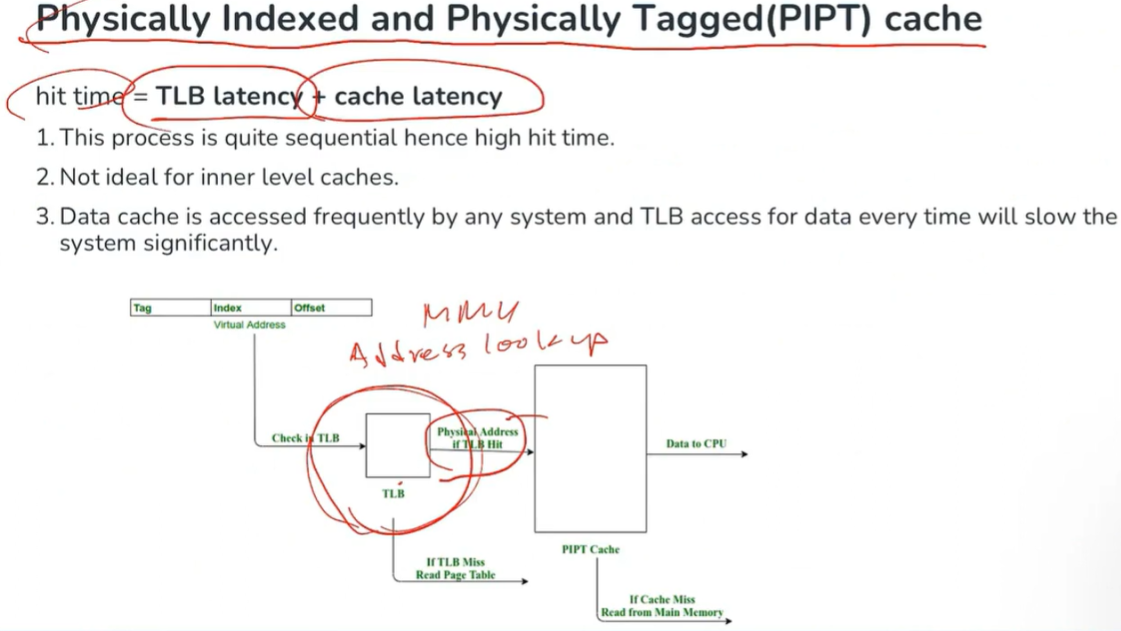 Physically Indexed and Physically Tagged(PIPT) cache
hit time = TLB latency + cache latency
1. This process is quite sequential hence high hit time.
2. Not ideal for inner level caches.
3. Data cache is accessed frequently by any system and TLB access for data every time will slow the
system significantly.
Tag Index Offset
Virtual Address
MMU
Address lookup
Check in TLB
Physical Address
if TLB Hit
Data to CPU
TLB
PIPT Cache
If TLB Miss
Read Page Table
If Cache Miss
Read from Main Memory